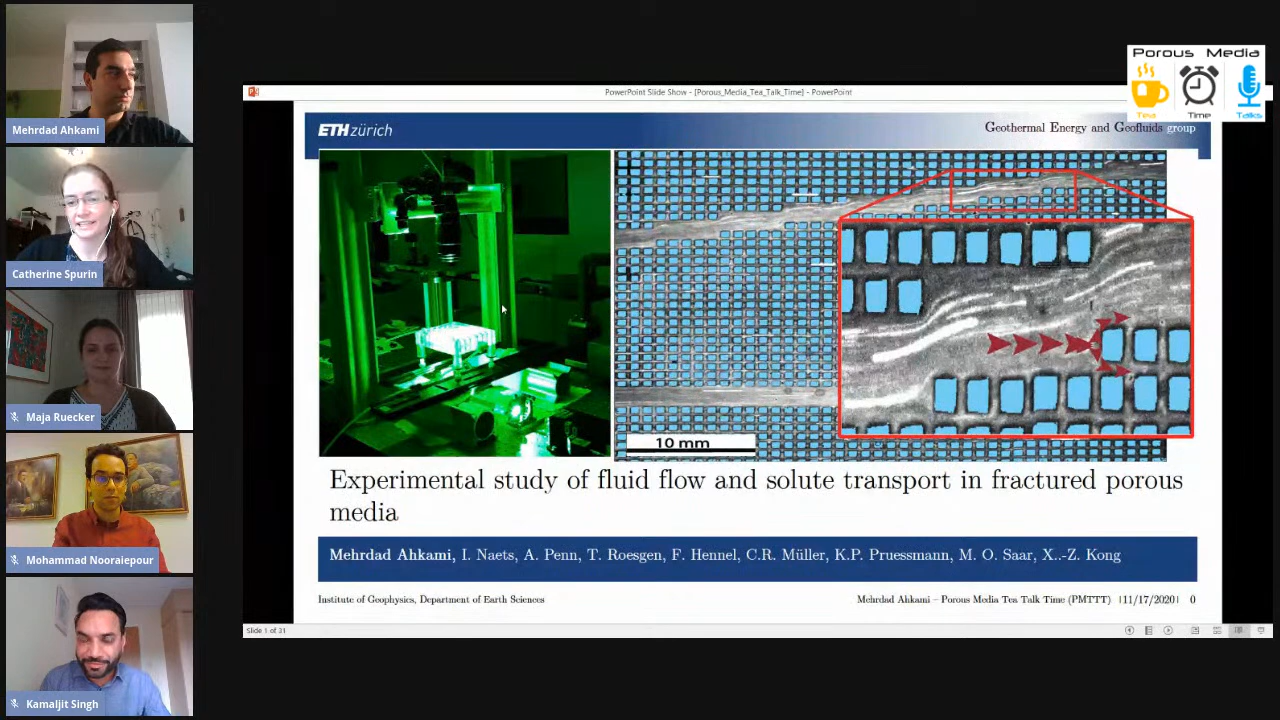 Mehrdad Ahkami
Catherine Spurin
Maja Ruecker
Mohammad Nooraiepour
Kamaljit Singh
PowerPoint Slide Show - [Porous_Media_Tea_Talk_Time] - PowerPoint
Porous Media
Tea Time Talks
ETH zürich
Geothermal Energy and Geofluids group
10 mm
Experimental study of fluid flow and solute transport in fractured porous
media
Mehrdad Ahkami, I. Naets, A. Penn, T. Roesgen, F. Hennel, C.R. Müller, K.P. Pruessmann, M. O. Saar, X..-Z. Kong
Institute of Geophysics, Department of Earth Sciences
Mehrdad Ahkami – Porous Media Tea Talk Time (PMTTT) |11/17/2020| 0
Slide 1 of 21